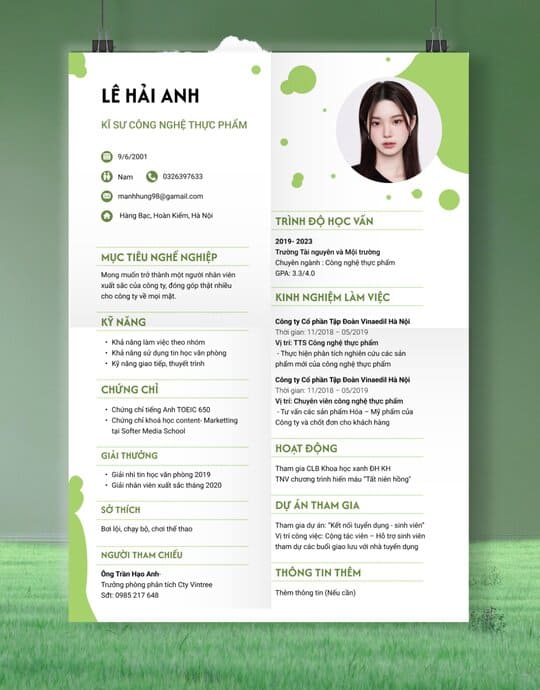 LÊ HẢI ANH
KĨ SƯ CÔNG NGHỆ THỰC PHẨM
9/6/2001
Nam
0326397633
manhhung98@gamail.com
Hàng Bạc, Hoàn Kiếm, Hà Nội
MỤC TIÊU NGHỀ NGHIỆP
Mong muốn trở thành một người nhân viên
xuất sắc của công ty, đóng góp thật nhiều
cho công ty về mọi mặt.
KỸ NĂNG
• Khả năng làm việc theo nhóm
• Khả năng sử dụng tin học văn phòng
• Kỹ năng giao tiếp, thuyết trình
CHỨNG CHỈ
• Chứng chỉ tiếng Anh TOEIC 650
• Chứng chỉ khoá học content- Marketting
tại Softer Media School
GIẢI THƯỞNG
• Giải nhì tin học văn phòng 2019
• Giải nhân viên xuất sắc tháng 2020
SỞ THÍCH
Bơi lội, chạy bộ, chơi thể thao
NGƯỜI THAM CHIẾU
Ông Trần Hạo Anh-
Trưởng phòng phân tích Cty Vintree
Sđt: 0985 217 648
TRÌNH ĐỘ HỌC VẤN
2019- 2023
Trường Tài nguyên và Môi trường
Chuyên ngành : Công nghệ thực phẩm
GPA: 3.3/4.0
KINH NGHIỆM LÀM VIỆC
Công ty Cổ phần Tập Đoàn Vinaedil Hà Nội
Thời gian: 11/2018 – 05/2019
Vị trí: TTS Công nghệ thực phẩm
- Thực hiện phân tích nghiên cứu các sản
phẩm mới của công nghệ thực phẩm
Công ty Cổ phần Tập Đoàn Vinaedil Hà Nội
Thời gian: 11/2018 - 05/2019
Vị trí: Chuyên viên công nghệ thực phẩm
- Tư vấn các sản phẩm Hóa – Mỹ phẩm của
Công ty và chốt đơn cho khách hàng
HOẠT ĐỘNG
Tham gia CLB Khoa học xanh ĐH KH
TNV chương trình hiến máu "Tất niên hồng"
DỰ ÁN THAM GIA
Tham gia dự án: "Kết nối tuyển dụng - sinh viên"
Vị trí công việc: Cộng tác viên – Hỗ trợ sinh viên
tham dự các buổi giao lưu với nhà tuyển dụng
THÔNG TIN THÊM
Thêm thông tin (Nếu cần)